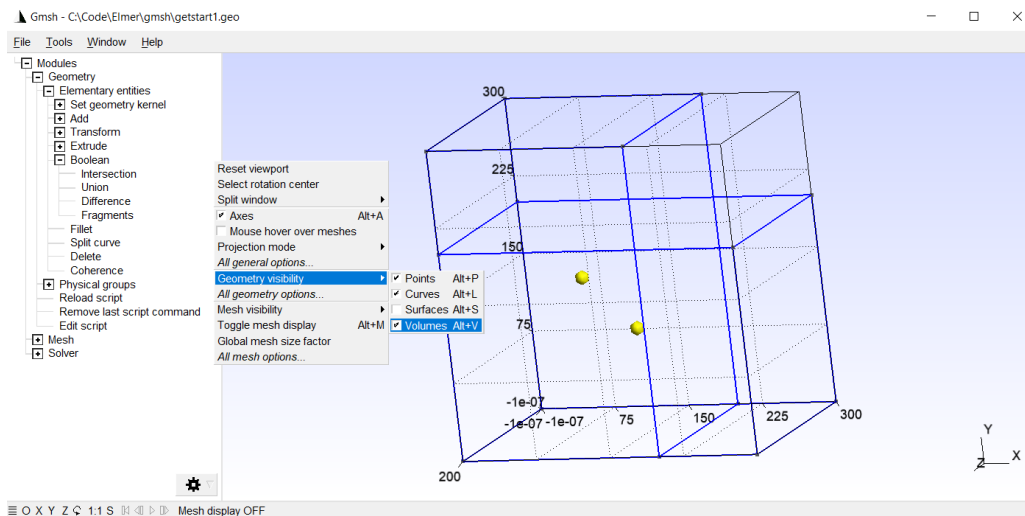 Gmsh - C:\Code\Elmer\gmsh\getstart1.geo
File Tools Window Help
Modules
Geometry
Elementary entities
Set geometry kernel
Add
Transform
Extrude
Boolean
Intersection
Union
Difference
Fragments
Fillet
Split curve
Delete
Coherence
Physical groups
Reload script
Remove last script command
Edit script
Mesh
Solver
Reset viewport
Select rotation center
Split window
Axes Alt+A
Mouse hover over meshes
Projection mode
All general options...
Geometry visibility
All geometry options...
Mesh visibility
Toggle mesh display Alt+M
Global mesh size factor
All mesh options...
Points Alt+P
Curves Alt+L
Surfaces Alt+S
Volumes Alt+V
300
225
150
75
-1e-07
-1e-07 -1e-07 75 150 225 300
200
Y
Z X
O X Y Z 1:1 S Mesh display OFF